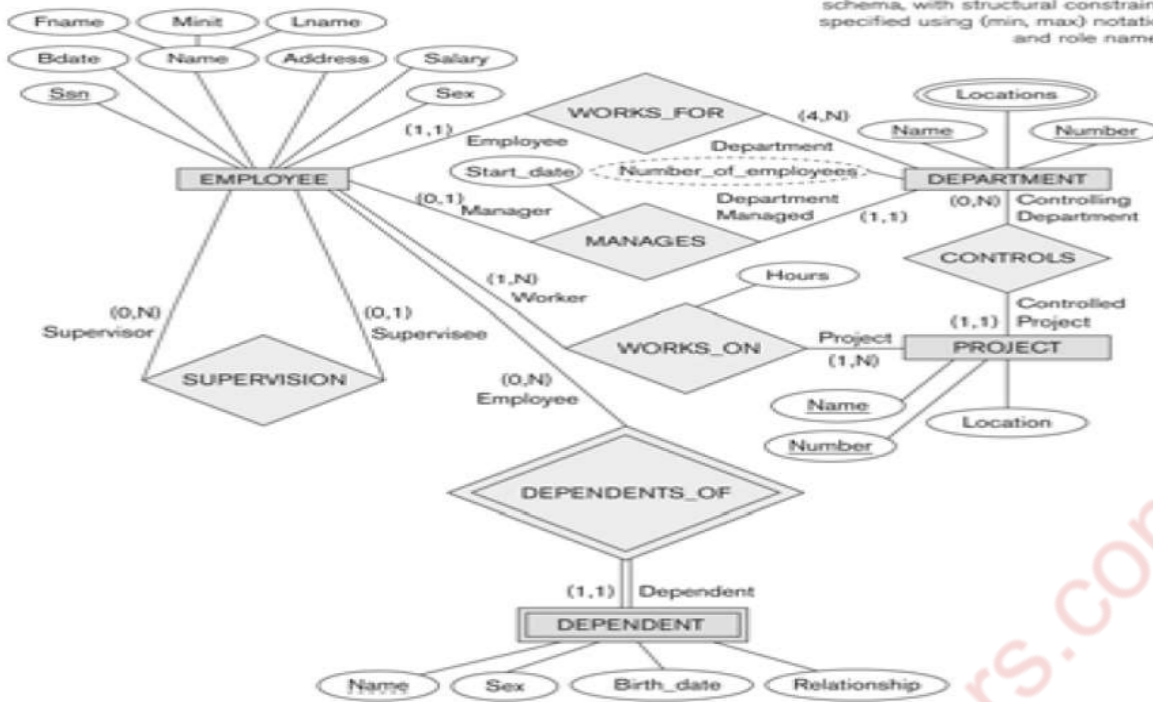 schema, with structural constrain
specified using (min, max) notati
and role name
Fname
Minit
Lname
Bdate
Name
Address
Salary
Ssn
Sex
WORKS_FOR
(1,1)
Employee
(4,N)
Department
Locations
Name
Number
EMPLOYEE
Start_date
Number_of_employees
DEPARTMENT
(0,1)
Manager
MANAGES
Department
Managed
(1,1)
(0,N)
Controlling
Department
CONTROLS
Hours
(1,N)
Worker
(0,N)
Supervisor
(0,1)
Supervisee
WORKS_ON
Project
(1,N)
Controlled
(1,1) Project
PROJECT
SUPERVISION
(0,N)
Employee
Name
Number
Location
DEPENDENTS_OF
(1,1) Dependent
DEPENDENT
Name
Sex
Birth_date
Relationship
rs.com